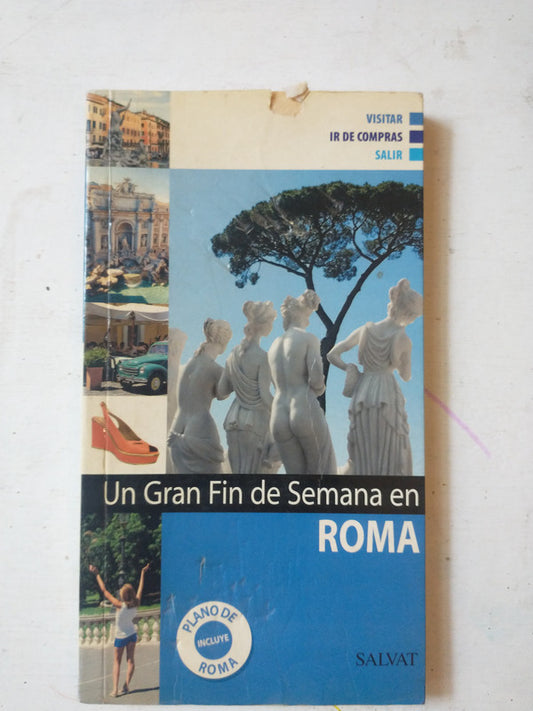 VISITAR
IR DE COMPRAS
SALIR
Un Gran Fin de Semana en
ROMA
PLANO DE
INCLUYE
ROMA
SALVAT